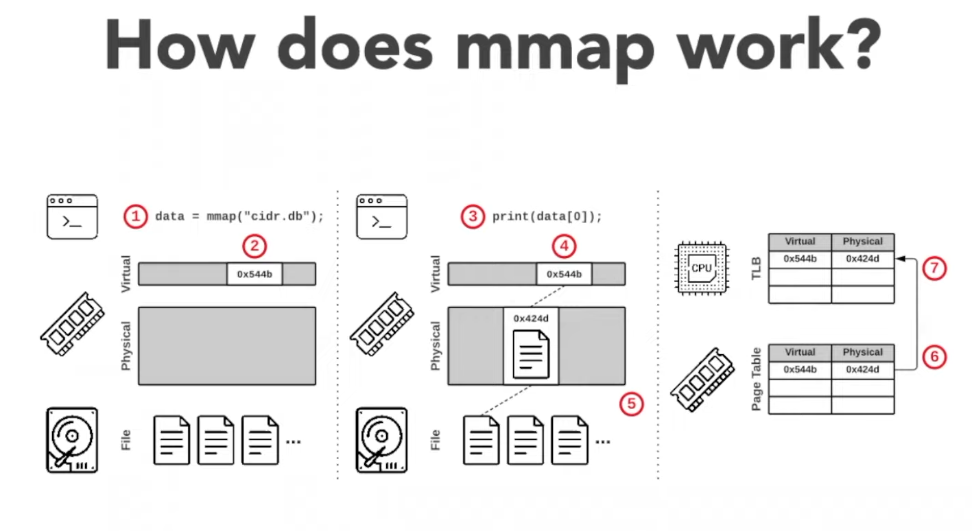 How does mmap work?
1 data = mmap("cidr.db");
2
Virtual
0x544b
Physical
File
...
3 print(data[0]);
4
Virtual
0x544b
Physical
0x424d
5
File
...
CPU
TLB
Virtual Physical
0x544b 0x424d
7
Page Table
Virtual Physical
0x544b 0x424d
6